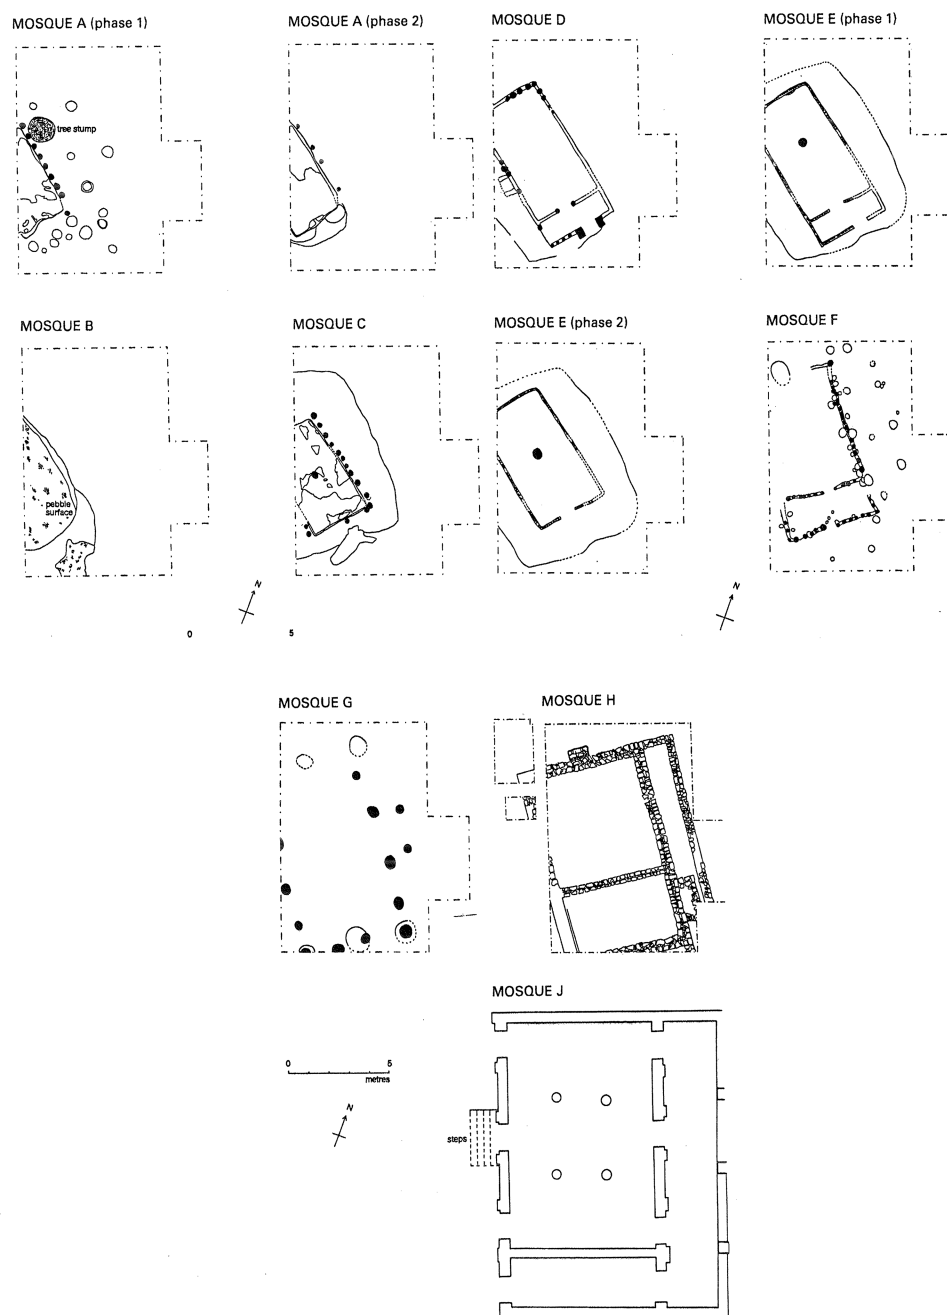 MOSQUE A (phase 1)
MOSQUE A (phase 2)
MOSQUE D
MOSQUE E (phase 1)
tree stump
MOSQUE B
MOSQUE C
MOSQUE E (phase 2)
MOSQUE F
pebble
surface
N
N
0 5
MOSQUE G
MOSQUE H
MOSQUE J
0 5
metres
N
steps